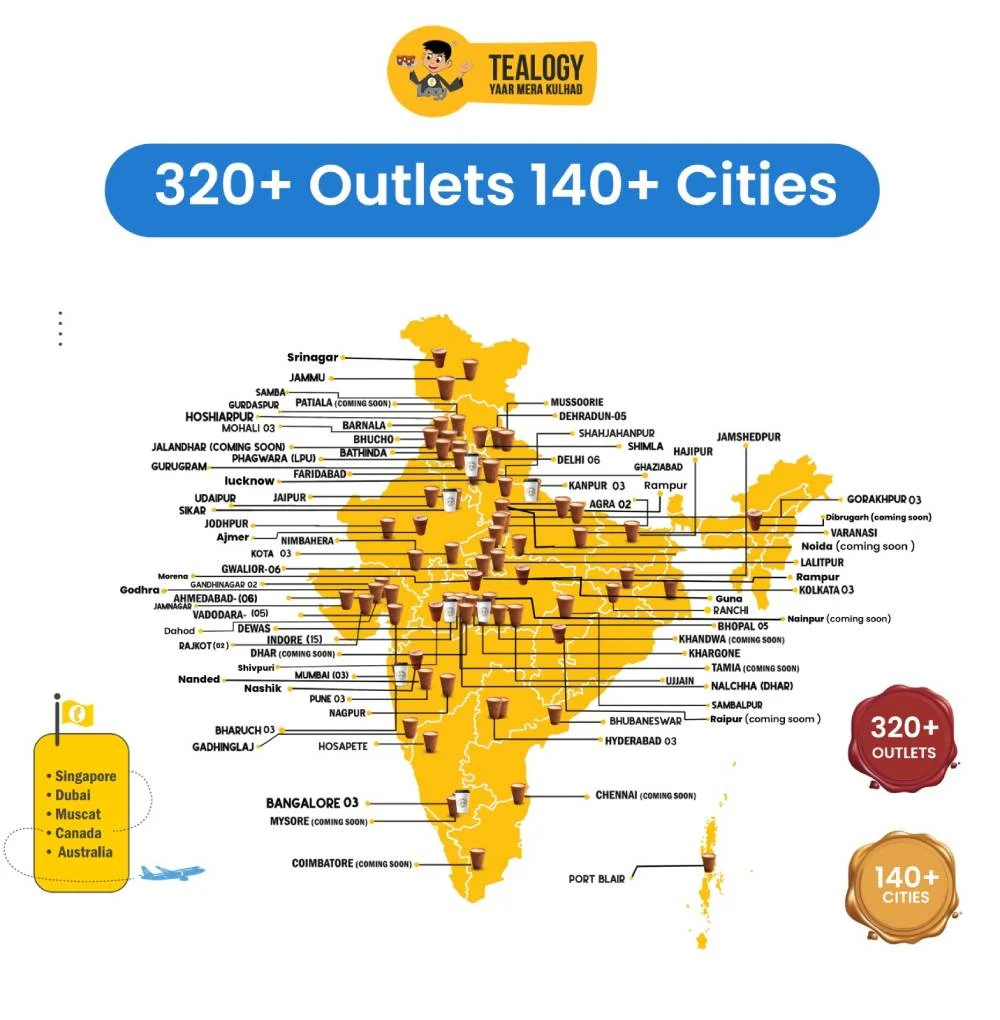 TEALOGY
YAAR MERA KULHAD
320+ Outlets 140+ Cities
Srinagar
JAMMU
SAMBA
GURDASPUR
PATIALA (COMING SOON)
HOSHIARPUR
MOHALI 03
BARNALA
BHUCHO
JALANDHAR (COMING SOON)
BATHINDA
PHAGWARA (LPU)
GURUGRAM
FARIDABAD
lucknow
UDAIPUR
JAIPUR
SIKAR
JODHPUR
Ajmer
NIMBAHERA
KOTA 03
GWALIOR-06
Morena
GANDHINAGAR 02
Godhra
AHMEDABAD- (06)
JAMNAGAR
VADODARA- (05)
Dahod
DEWAS
INDORE (15)
RAJKOT (02)
DHAR (COMING SOON)
Shivpuri
MUMBAI (03)
Nanded
Nashik
PUNE 03
NAGPUR
BHARUCH 03
GADHINGLAJ
HOSAPETE
BANGALORE 03
MYSORE (COMING SOON)
COIMBATORE (COMING SOON)
MUSSOORIE
DEHRADUN-05
SHAHJAHANPUR
JAMSHEDPUR
SHIMLA
HAJIPUR
DELHI 06
GHAZIABAD
KANPUR 03
Rampur
AGRA 02
GORAKHPUR 03
Dibrugarh (coming soon)
VARANASI
Noida (coming soon )
LALITPUR
Rampur
KOLKATA 03
Guna
RANCHI
Nainpur (coming soon)
BHOPAL 05
KHANDWA (COMING SOON)
KHARGONE
TAMIA (COMING SOON)
UJJAIN
NALCHHA (DHAR)
SAMBALPUR
Raipur (coming soom )
BHUBANESWAR
HYDERABAD 03
CHENNAI (COMING SOON)
PORT BLAIR
• Singapore
• Dubai
• Muscat
• Canada
• Australia
320+
OUTLETS
140+
CITIES